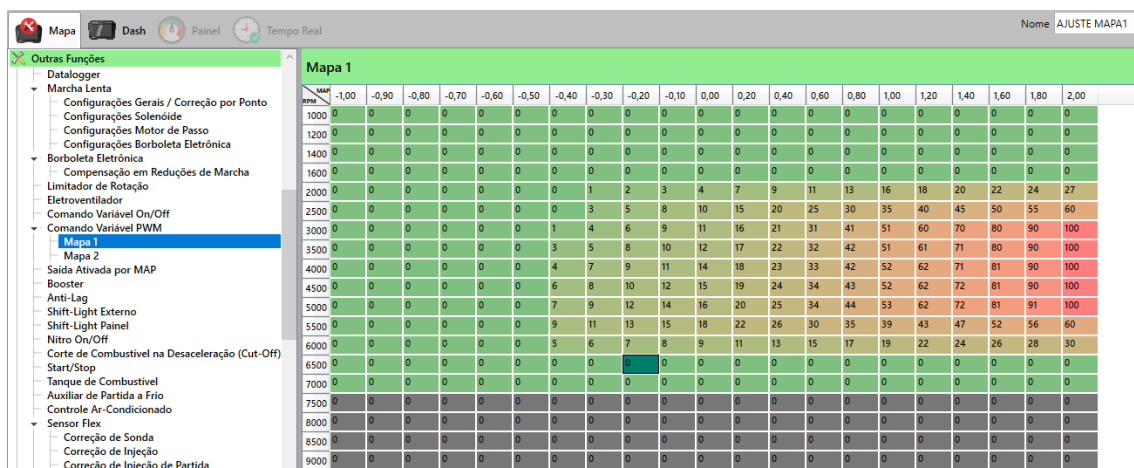 Mapa Dash Painel Tempo Real Nome AJUSTE MAPA1
Outras Funções
Datalogger
Marcha Lenta
Configurações Gerais / Correção por Ponto
Configurações Solenóide
Configurações Motor de Passo
Configurações Borboleta Eletrônica
Borboleta Eletrônica
Compensação em Reduções de Marcha
Limitador de Rotação
Eletroventilador
Comando Variável On/Off
Comando Variável PWM
Mapa 1
Mapa 2
Saída Ativada por MAP
Booster
Anti-Lag
Shift-Light Externo
Shift-Light Painel
Nitro On/Off
Corte de Combustível na Desaceleração (Cut-Off)
Start/Stop
Tanque de Combustível
Auxiliar de Partida a Frio
Controle Ar-Condicionado
Sensor Flex
Correção de Sonda
Correção de Injeção
Correção de Injeção de Partida
Mapa 1
MAP RPM -1,00 -0,90 -0,80 -0,70 -0,60 -0,50 -0,40 -0,30 -0,20 -0,10 0,00 0,20 0,40 0,60 0,80 1,00 1,20 1,40 1,60 1,80 2,00
1000 0 0 0 0 0 0 0 0 0 0 0 0 0 0 0 0 0 0 0 0 0
1200 0 0 0 0 0 0 0 0 0 0 0 0 0 0 0 0 0 0 0 0 0
1400 0 0 0 0 0 0 0 0 0 0 0 0 0 0 0 0 0 0 0 0 0
1600 0 0 0 0 0 0 0 0 0 0 0 0 0 0 0 0 0 0 0 0 0
2000 0 0 0 0 0 0 0 1 2 3 4 7 9 11 13 16 18 20 22 24 27
2500 0 0 0 0 0 0 0 3 5 8 10 15 20 25 30 35 40 45 50 55 60
3000 0 0 0 0 0 0 1 4 6 9 11 16 21 31 41 51 60 70 80 90 100
3500 0 0 0 0 0 0 3 5 8 10 12 17 22 32 42 51 61 71 80 90 100
4000 0 0 0 0 0 0 4 7 9 11 14 18 23 33 42 52 62 71 81 90 100
4500 0 0 0 0 0 0 6 8 10 12 15 19 24 34 43 52 62 72 81 90 100
5000 0 0 0 0 0 0 7 9 12 14 16 20 25 34 44 53 62 72 81 91 100
5500 0 0 0 0 0 0 9 11 13 15 18 22 26 30 35 39 43 47 52 56 60
6000 0 0 0 0 0 0 5 6 7 8 9 11 13 15 17 19 22 24 26 28 30
6500 0 0 0 0 0 0 0 0 0 0 0 0 0 0 0 0 0 0 0 0 0
7000 0 0 0 0 0 0 0 0 0 0 0 0 0 0 0 0 0 0 0 0 0
7500 0 0 0 0 0 0 0 0 0 0 0 0 0 0 0 0 0 0 0 0 0
8000 0 0 0 0 0 0 0 0 0 0 0 0 0 0 0 0 0 0 0 0 0
8500 0 0 0 0 0 0 0 0 0 0 0 0 0 0 0 0 0 0 0 0 0
9000 0 0 0 0 0 0 0 0 0 0 0 0 0 0 0 0 0 0 0 0 0